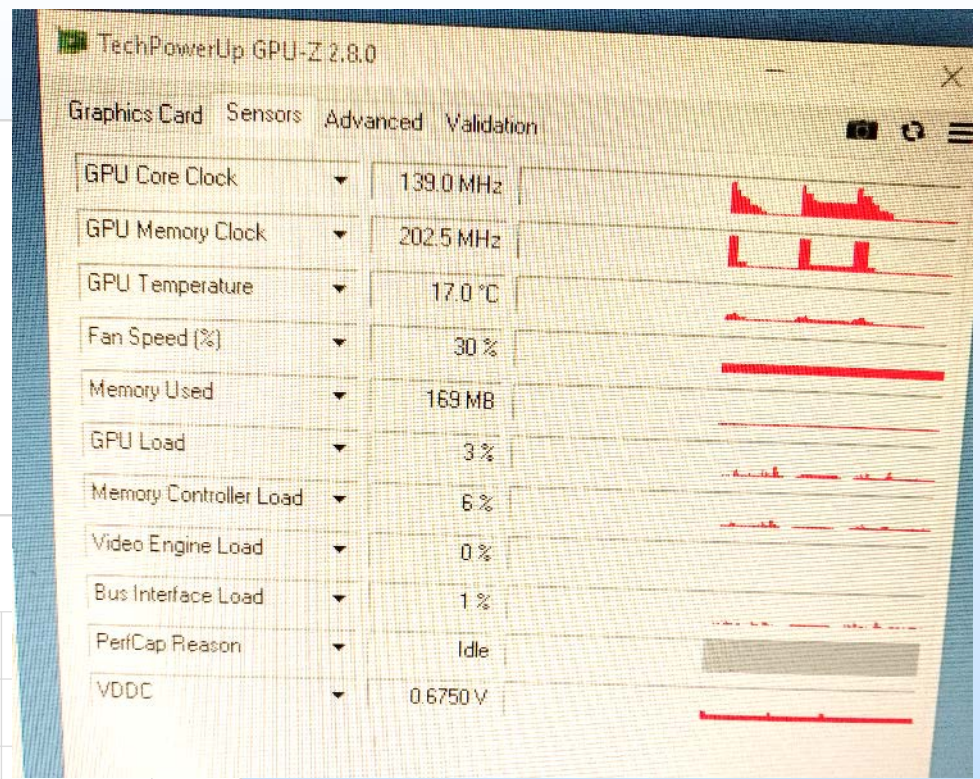 TechPowerUp GPU-Z 2.8.0
Graphics Card Sensors Advanced Validation
GPU Core Clock 139.0 MHz
GPU Memory Clock 202.5 MHz
GPU Temperature 17.0 °C
Fan Speed (%) 30 %
Memory Used 169 MB
GPU Load 3 %
Memory Controller Load 6 %
Video Engine Load 0 %
Bus Interface Load 1 %
PerfCap Reason Idle
VDDC 0.6750 V